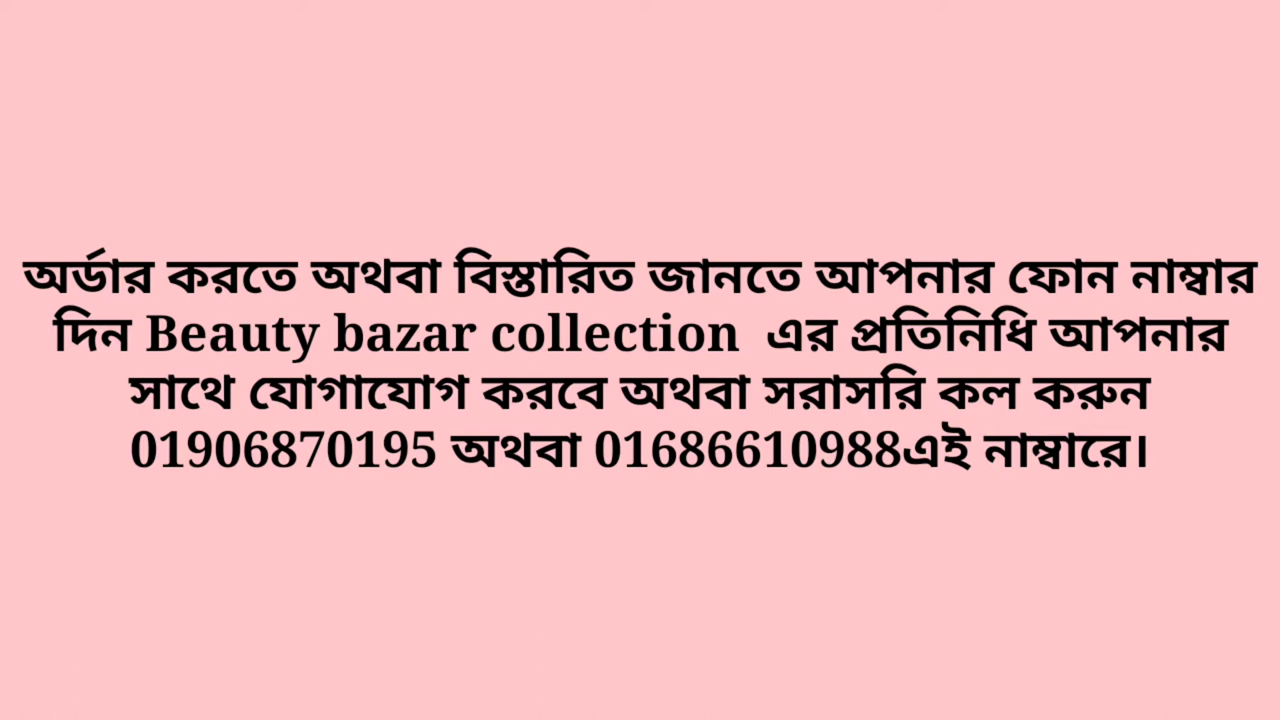 অর্ডার করতে অথবা বিস্তারিত জানতে আপনার ফোন নাম্বার
দিন Beauty bazar collection এর প্রতিনিধি আপনার
সাথে যোগাযোগ করবে অথবা সরাসরি কল করুন
01906870195 অথবা 01686610988এই নাম্বারে।